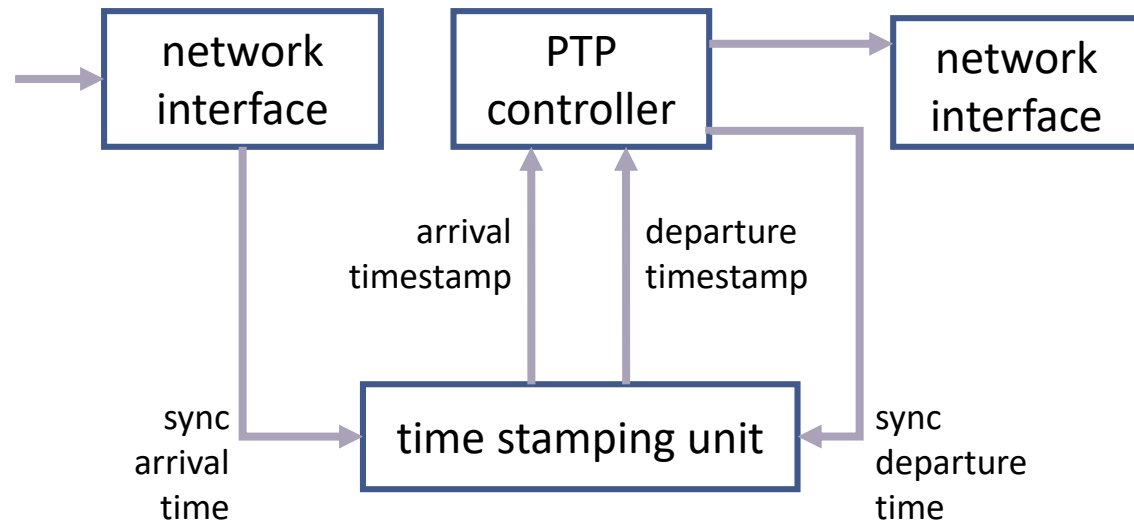 network
interface
PTP
controller
network
interface
arrival
timestamp
departure
timestamp
sync
arrival
time
time stamping unit
sync
departure
time